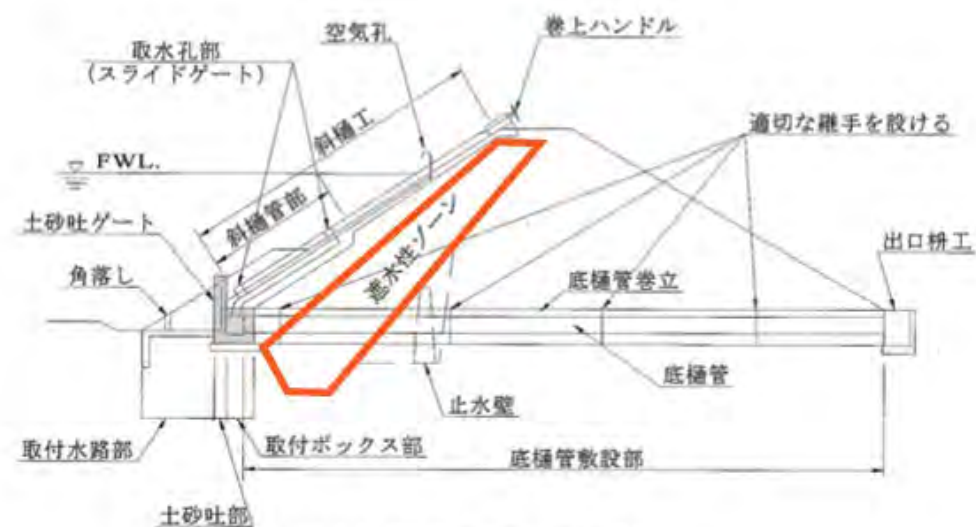 空気孔
巻上ハンドル
取水孔部
(スライドゲート)
斜樋工
適切な継手を設ける
FWL.
斜樋管部
土砂吐ゲート
遮水性ゾーン
出口枡工
角落し
底樋管巻立
底樋管
止水壁
取付水路部
取付ボックス部
底樋管敷設部
土砂吐部